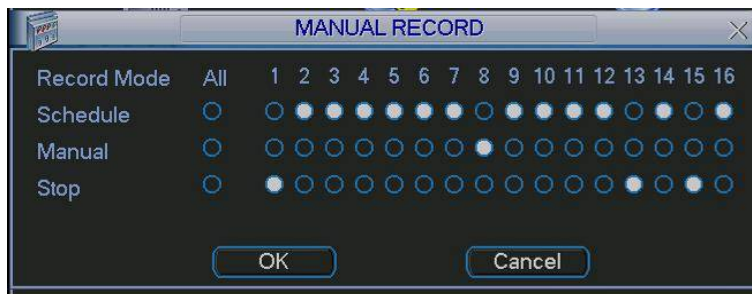 MANUAL RECORD
Record Mode All 1 2 3 4 5 6 7 8 9 10 11 12 13 14 15 16
Schedule
Manual
Stop
OK Cancel